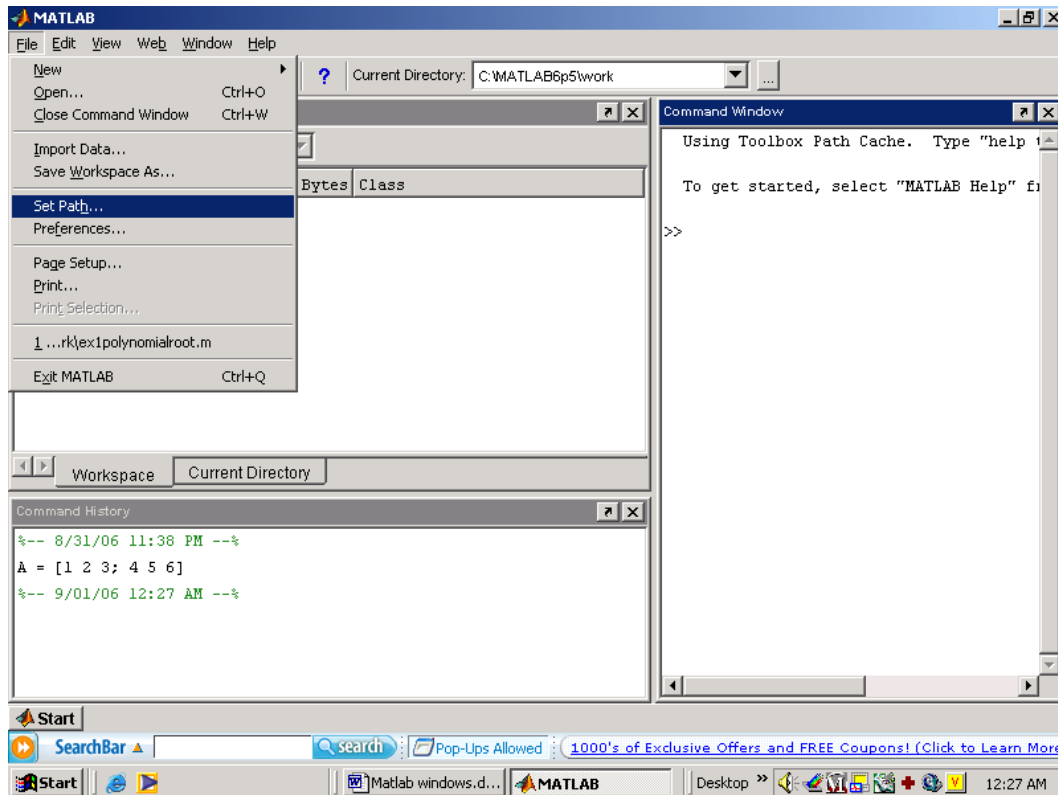 MATLAB
File Edit View Web Window Help
New
Open... Ctrl+O
Close Command Window Ctrl+W
Import Data...
Save Workspace As...
Set Path...
Preferences...
Page Setup...
Print...
Print Selection...
1 ...rk\ex1polynomialroot.m
Exit MATLAB Ctrl+Q
? Current Directory: C:\MATLAB6p5\work ...
Bytes Class
Workspace Current Directory
Command History
%-- 8/31/06 11:38 PM --%
A = [1 2 3; 4 5 6]
%-- 9/01/06 12:27 AM --%
Command Window
Using Toolbox Path Cache. Type "help
To get started, select "MATLAB Help"
>>
Start
SearchBar search Pop-Ups Allowed 1000's of Exclusive Offers and FREE Coupons! (Click to Learn More
Start Matlab windows.d... MATLAB Desktop » V 12:27 AM